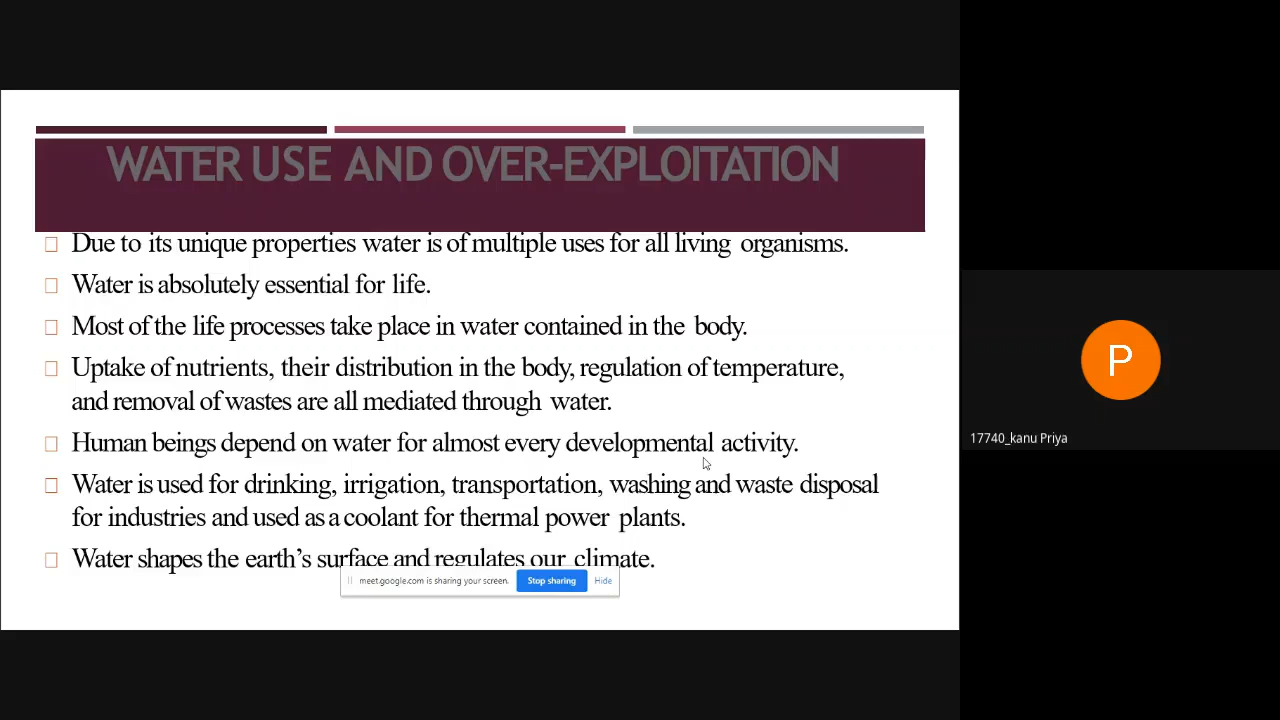 WATER USE AND OVER-EXPLOITATION
Due to its unique properties water is of multiple uses for all living organisms.
Water is absolutely essential for life.
Most of the life processes take place in water contained in the body.
Uptake of nutrients, their distribution in the body, regulation of temperature,
and removal of wastes are all mediated through water.
Human beings depend on water for almost every developmental activity.
Water is used for drinking, irrigation, transportation, washing and waste disposal
for industries and used as a coolant for thermal power plants.
Water shapes the earth’s surface and regulates our climate.
meet.google.com is sharing your screen. Stop sharing Hide
P
17740_kanu Priya